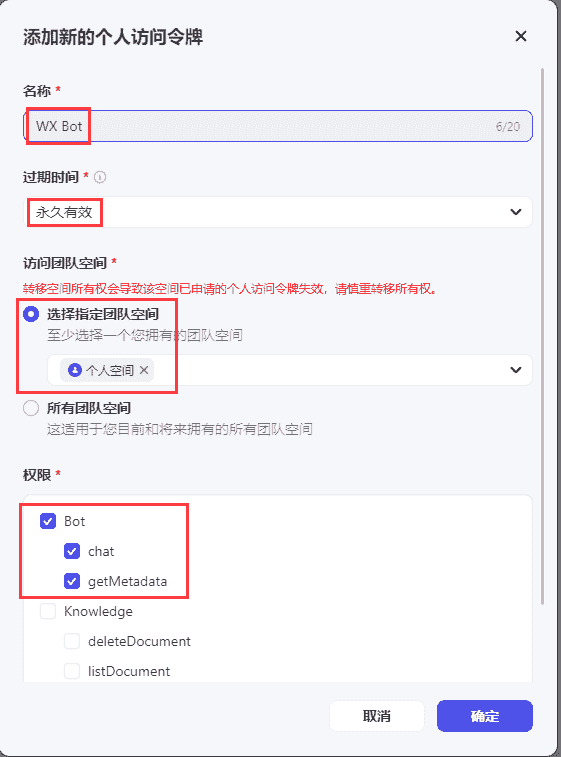 添加新的个人访问令牌
名称 *
WX Bot 6/20
过期时间 *
永久有效
访问团队空间 *
转移空间所有权会导致该空间已申请的个人访问令牌失效，请慎重转移所有权。
选择指定团队空间
至少选择一个您拥有的团队空间
个人空间
所有团队空间
这适用于您目前和将来拥有的所有团队空间
权限 *
Bot
chat
getMetadata
Knowledge
deleteDocument
listDocument
取消 确定